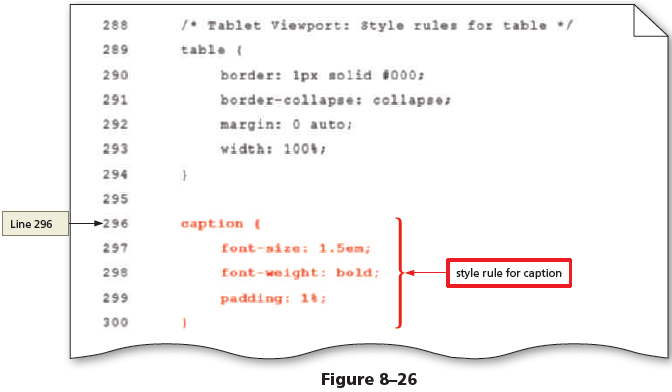 288 /* Tablet Viewport: Style rules for table */
289 table {
290 border: 1px solid #000;
291 border-collapse: collapse;
292 margin: 0 auto;
293 width: 100%;
294 }
295
Line 296
296 caption {
297 font-size: 1.5em;
298 font-weight: bold;
style rule for caption
299 padding: 1%;
300 }
Figure 8–26